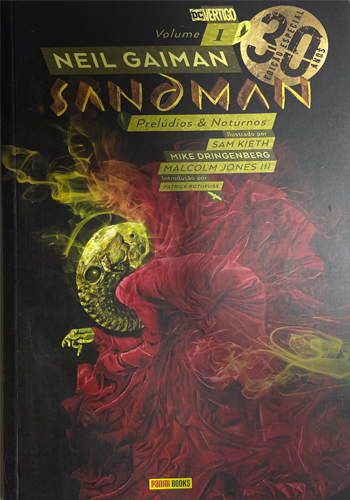 DC VERTIGO
Volume 1
30
EDIÇÃO ESPECIAL
ANOS
NEIL GAIMAN
SANDMAN
Prelúdios & Noturnos
Ilustrado por
SAM KIETH
MIKE DRINGENBERG
MALCOLM JONES III
Introdução por
PATRICK ROTHFUSS
PANINI BOOKS